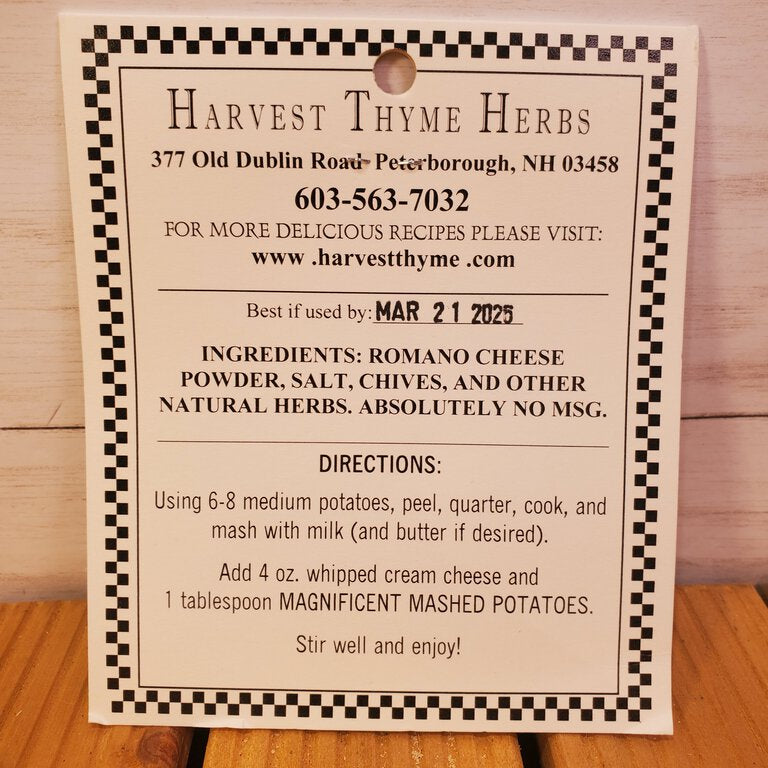 HARVEST THYME HERBS
377 Old Dublin Road Peterborough, NH 03458
603-563-7032
FOR MORE DELICIOUS RECIPES PLEASE VISIT:
www .harvestthyme .com
Best if used by: MAR 21 2025
INGREDIENTS: ROMANO CHEESE
POWDER, SALT, CHIVES, AND OTHER
NATURAL HERBS. ABSOLUTELY NO MSG.
DIRECTIONS:
Using 6-8 medium potatoes, peel, quarter, cook, and
mash with milk (and butter if desired).
Add 4 oz. whipped cream cheese and
1 tablespoon MAGNIFICENT MASHED POTATOES.
Stir well and enjoy!